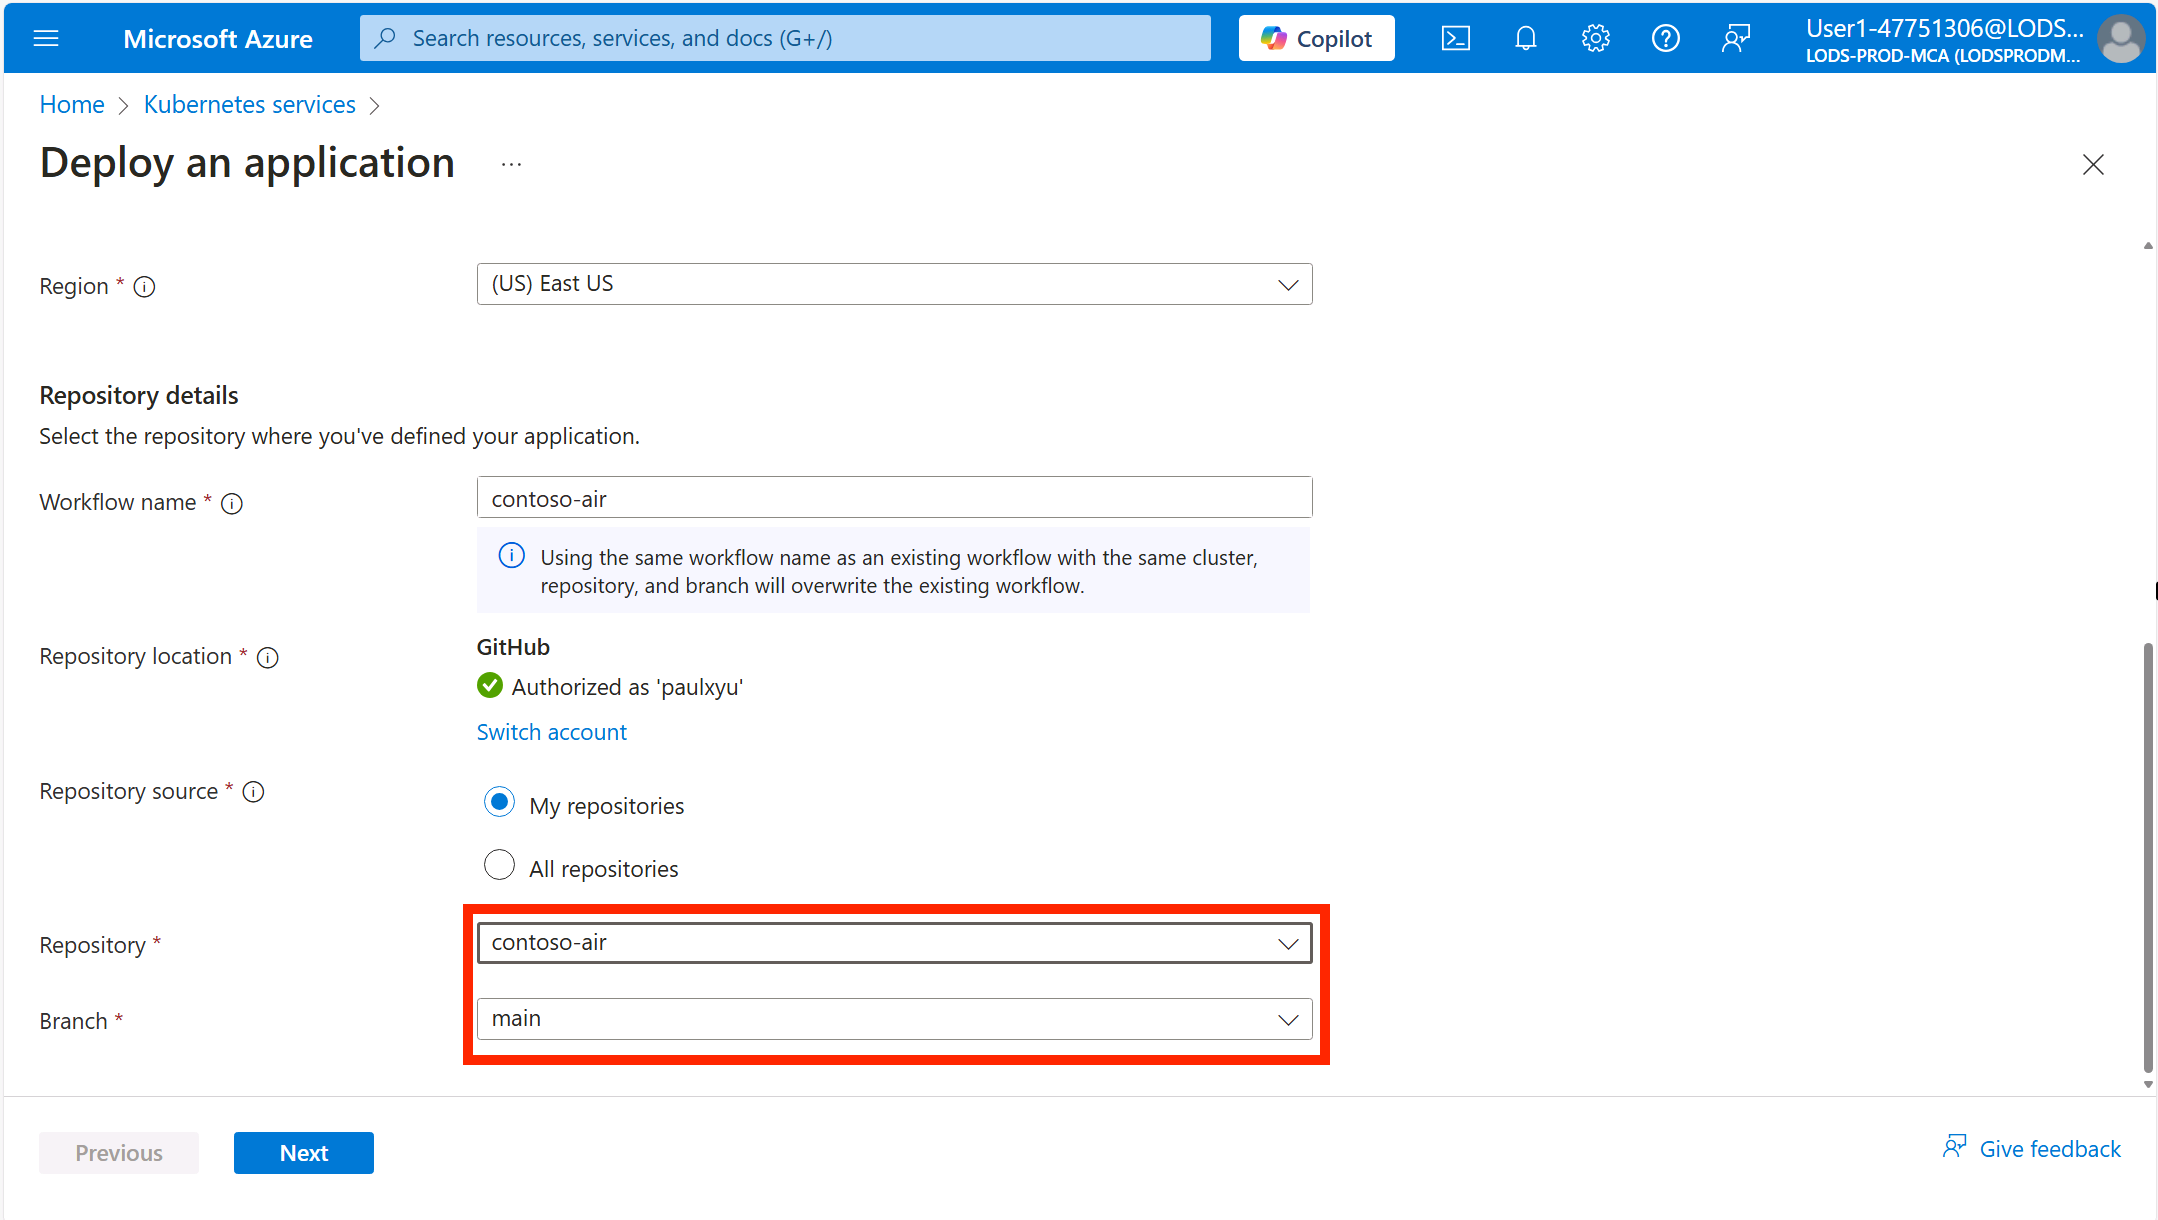 Microsoft Azure
Search resources, services, and docs (G+/)
Copilot
User1-47751306@LODS...
LODS-PROD-MCA (LODSPRODM...
Home
Kubernetes services
Deploy an application
...
Region *
(US) East US
Repository details
Select the repository where you've defined your application.
Workflow name *
contoso-air
Using the same workflow name as an existing workflow with the same cluster,
repository, and branch will overwrite the existing workflow.
Repository location *
GitHub
Authorized as 'paulxyu'
Switch account
Repository source *
My repositories
All repositories
Repository *
contoso-air
Branch *
main
Previous
Next
Give feedback